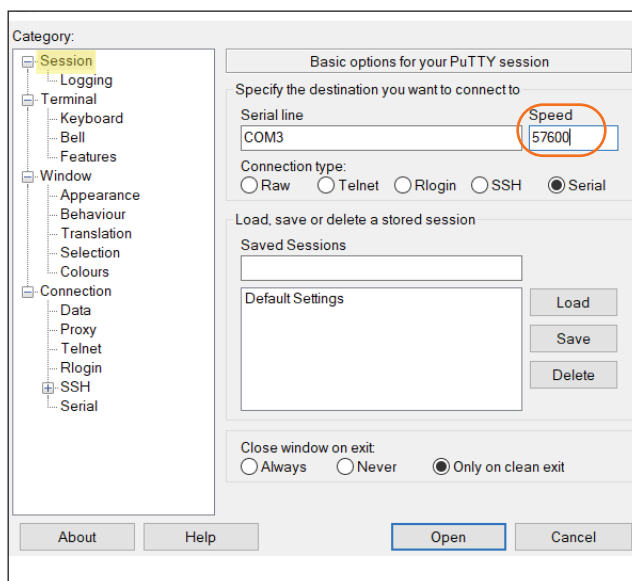 Category:
Session
Logging
Terminal
Keyboard
Bell
Features
Window
Appearance
Behaviour
Translation
Selection
Colours
Connection
Data
Proxy
Telnet
Rlogin
SSH
Serial
Basic options for your PuTTY session
Specify the destination you want to connect to
Serial line Speed
COM3 57600
Connection type:
Raw Telnet Rlogin SSH Serial
Load, save or delete a stored session
Saved Sessions
Default Settings
Load
Save
Delete
Close window on exit:
Always Never Only on clean exit
About Help Open Cancel